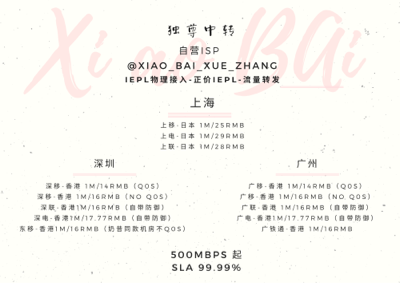 Xiao BAi
独尊中转
自营ISP
@XIAO_BAI_XUE_ZHANG
IEPL物理接入-正价IEPL-流量转发
上海
上移-日本 1M/25RMB
上电-日本 1M/29RMB
上联-日本 1M/28RMB
深圳
深移-香港 1M/14RMB（QOS）
深移-香港 1M/16RMB（NO QOS）
深联-香港1M/16RMB（自带防御）
深电-香港1M/17.77RMB（自带防御）
东移-香港1M/16RMB（奶爸同款机房不QOS）
广州
广移-香港 1M/14RMB（QOS）
广移-香港 1M/16RMB（NO QOS）
广联-香港 1M/16RMB（自带防御）
广电-香港1M/17.77RMB（自带防御）
广铁通-香港 1M/16RMB
500MBPS 起
SLA 99.99%